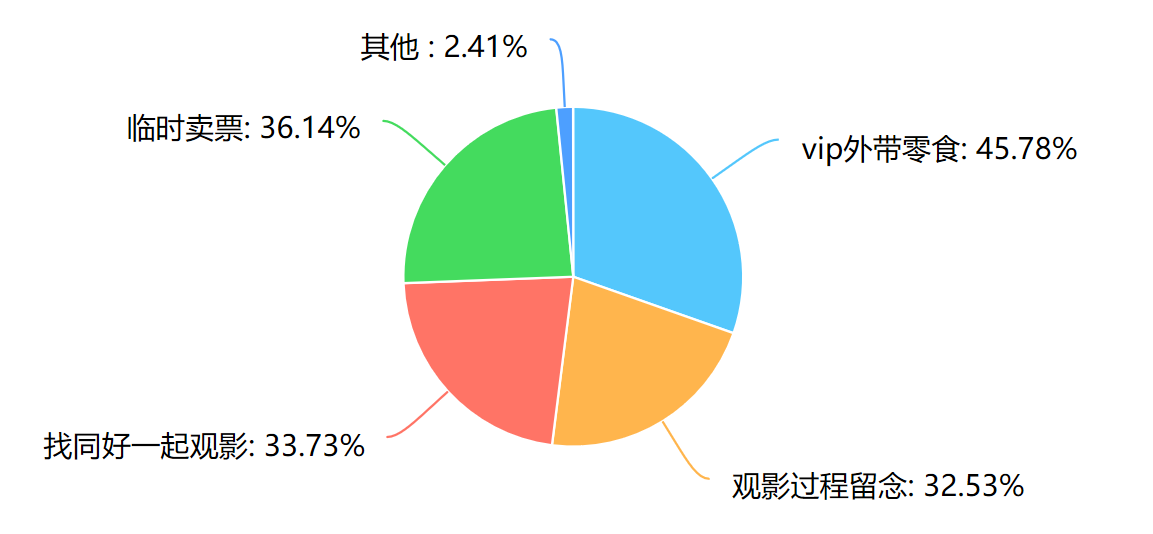 其他 : 2.41%
临时卖票: 36.14%
vip外带零食: 45.78%
找同好一起观影: 33.73%
观影过程留念: 32.53%